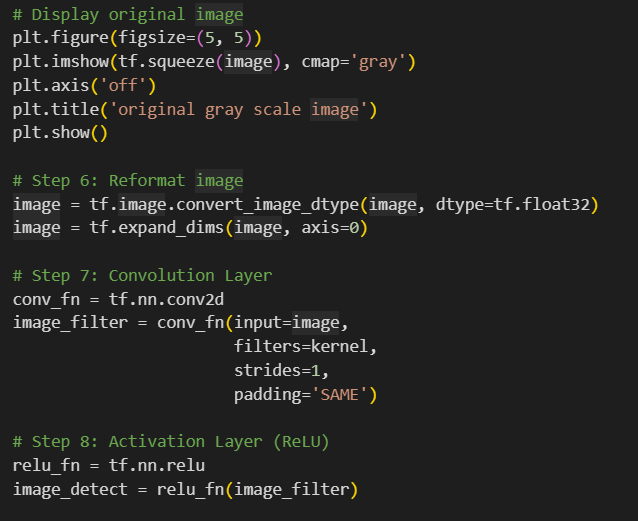 # Display original image
plt.figure(figsize=(5, 5))
plt.imshow(tf.squeeze(image), cmap='gray')
plt.axis('off')
plt.title('original gray scale image')
plt.show()

# Step 6: Reformat image
image = tf.image.convert_image_dtype(image, dtype=tf.float32)
image = tf.expand_dims(image, axis=0)

# Step 7: Convolution Layer
conv_fn = tf.nn.conv2d
image_filter = conv_fn(input=image,
                       filters=kernel,
                       strides=1,
                       padding='SAME')

# Step 8: Activation Layer (ReLU)
relu_fn = tf.nn.relu
image_detect = relu_fn(image_filter)